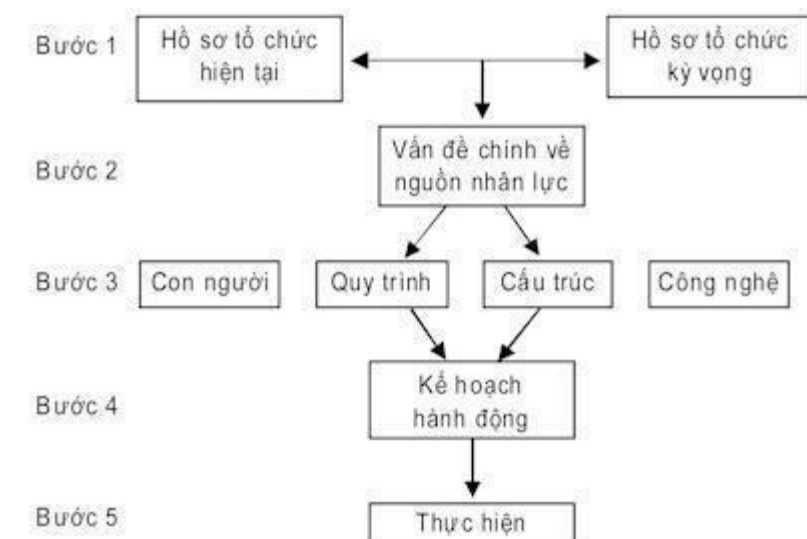 Bước 1
Hồ sơ tổ chức
hiện tại
Hồ sơ tổ chức
kỳ vọng
Bước 2
Vấn đề chính về
nguồn nhân lực
Bước 3
Con người
Quy trình
Cấu trúc
Công nghệ
Bước 4
Kế hoạch
hành động
Bước 5
Thực hiện